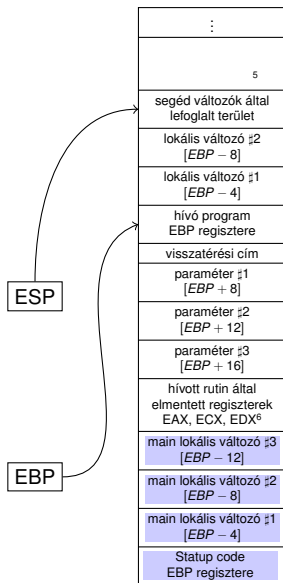 ⋮
5
segéd változók által
lefoglalt terület
lokális változó ♯2
[EBP − 8]
lokális változó ♯1
[EBP − 4]
hívó program
EBP regisztere
visszatérési cím
paraméter ♯1
[EBP + 8]
paraméter ♯2
[EBP + 12]
paraméter ♯3
[EBP + 16]
hívott rutin által
elmentett regiszterek
EAX, ECX, EDX⁶
main lokális változó ♯3
[EBP − 12]
main lokális változó ♯2
[EBP − 8]
main lokális változó ♯1
[EBP − 4]
Statup code
EBP regisztere
ESP
EBP